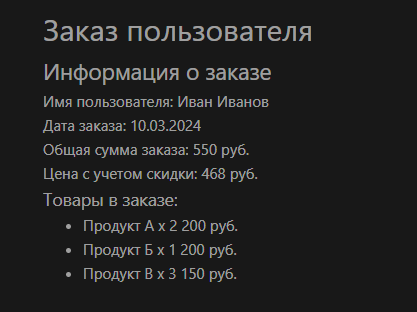 Заказ пользователя
Информация о заказе
Имя пользователя: Иван Иванов
Дата заказа: 10.03.2024
Общая сумма заказа: 550 руб.
Цена с учетом скидки: 468 руб.
Товары в заказе:
• Продукт А x 2 200 руб.
• Продукт Б x 1 200 руб.
• Продукт В x 3 150 руб.